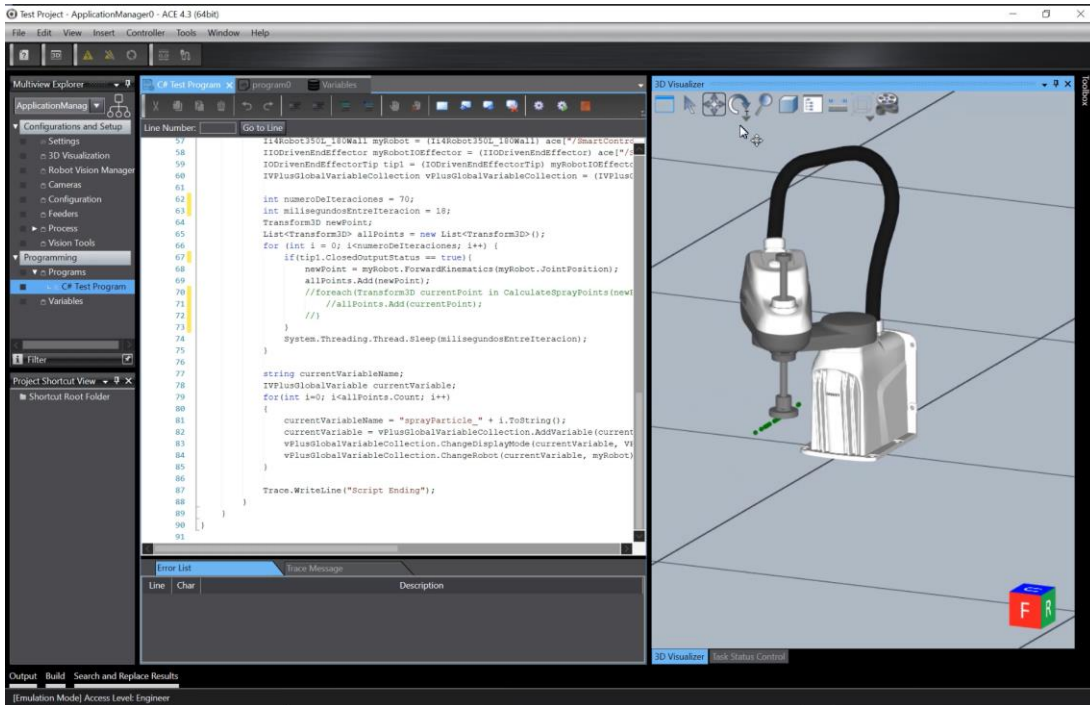 Test Project - ApplicationManager0 - ACE 4.3 (64bit)
File Edit View Insert Controller Tools Window Help
Multiview Explorer
ApplicationManag
Configurations and Setup
Settings
3D Visualization
Robot Vision Manager
Cameras
Configuration
Feeders
Process
Vision Tools
Programming
Programs
C# Test Program
Variables
Filter
Project Shortcut View
Shortcut Root Folder
C# Test Program
program0
Variables
Line Number:
Go to Line
57 Ii4Robot350L_180Wall myRobot = (Ii4Robot350L_180Wall) ace["/SmartContro
58 IIODrivenEndEffector myRobotIOEffector = (IIODrivenEndEffector) ace["/S
59 IODrivenEndEffectorTip tip1 = (IODrivenEndEffectorTip) myRobotIOEffecto
60 IVPlusGlobalVariableCollection vPlusGlobalVariableCollection = (IVPlusG
61
62 int numeroDeIteraciones = 70;
63 int milisegundosEntreIteracion = 18;
64 Transform3D newPoint;
65 List<Transform3D> allPoints = new List<Transform3D>();
66 for (int i = 0; i<numeroDeIteraciones; i++) {
67 if(tip1.ClosedOutputStatus == true){
68 newPoint = myRobot.ForwardKinematics(myRobot.JointPosition);
69 allPoints.Add(newPoint);
70 //foreach(Transform3D currentPoint in CalculateSprayPoints(newP
71 //allPoints.Add(currentPoint);
72 //}
73 }
74 System.Threading.Thread.Sleep(milisegundosEntreIteracion);
75 }
76
77 string currentVariableName;
78 IVPlusGlobalVariable currentVariable;
79 for(int i=0; i<allPoints.Count; i++)
80 {
81 currentVariableName = "sprayParticle_" + i.ToString();
82 currentVariable = vPlusGlobalVariableCollection.AddVariable(current
83 vPlusGlobalVariableCollection.ChangeDisplayMode(currentVariable, VP
84 vPlusGlobalVariableCollection.ChangeRobot(currentVariable, myRobot)
85 }
86
87 Trace.WriteLine("Script Ending");
88 }
89 }
90 }
91
Error List
Trace Message
Line Char Description
3D Visualizer
Toolbox
F R
3D Visualizer
Task Status Control
Output Build Search and Replace Results
[Emulation Mode] Access Level: Engineer